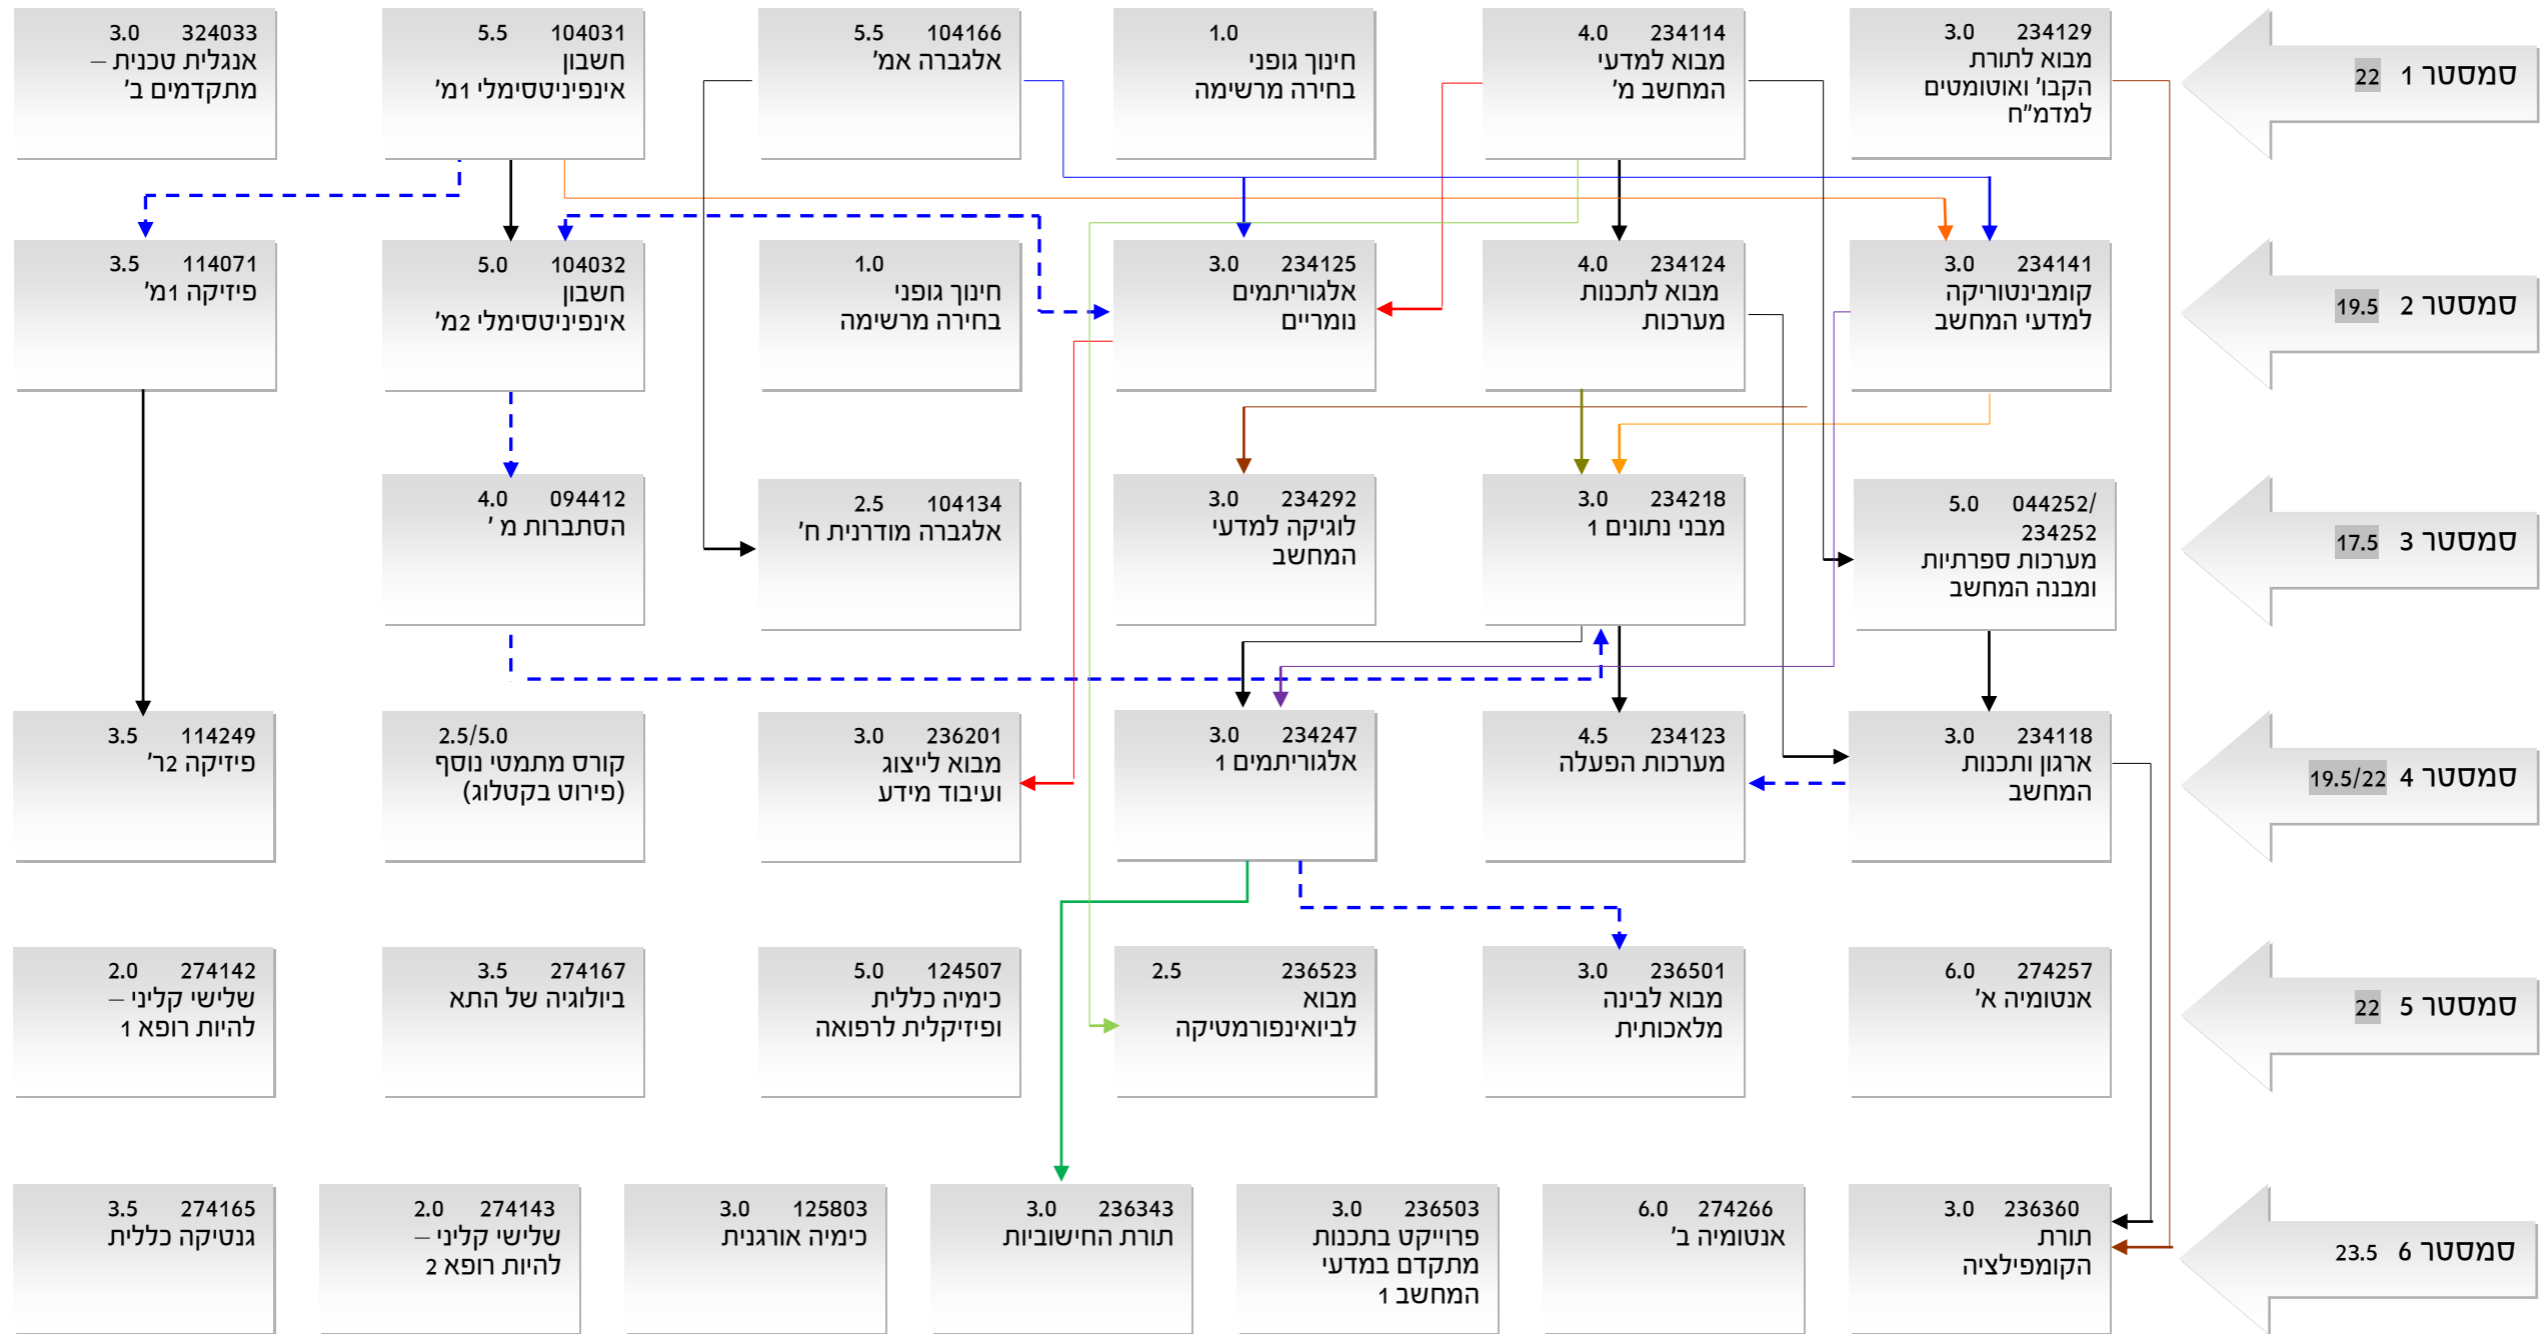 סמסטר 1 22
234129 3.0
מבוא לתורת
הקבו' ואוטומטים
למדמ"ח
234114 4.0
מבוא למדעי
המחשב מ'
1.0
חינוך גופני
בחירה מרשימה
104166 5.5
אלגברה אמ'
104031 5.5
חשבון
אינפיניטסימלי 1מ'
324033 3.0
אנגלית טכנית –
מתקדמים ב'
סמסטר 2 19.5
234141 3.0
קומבינטוריקה
למדעי המחשב
234124 4.0
מבוא לתכנות
מערכות
234125 3.0
אלגוריתמים
נומריים
1.0
חינוך גופני
בחירה מרשימה
104032 5.0
חשבון
אינפיניטסימלי 2מ'
114071 3.5
פיזיקה 1מ'
סמסטר 3 17.5
044252/ 5.0
234252
מערכות ספרתיות
ומבנה המחשב
234218 3.0
מבני נתונים 1
234292 3.0
לוגיקה למדעי
המחשב
104134 2.5
אלגברה מודרנית ח'
094412 4.0
הסתברות מ '
סמסטר 4 19.5/22
234118 3.0
ארגון ותכנות
המחשב
234123 4.5
מערכות הפעלה
234247 3.0
אלגוריתמים 1
236201 3.0
מבוא לייצוג
ועיבוד מידע
2.5/5.0
קורס מתמטי נוסף
(פירוט בקטלוג)
114249 3.5
פיזיקה 2ר'
סמסטר 5 22
274257 6.0
אנטומיה א'
236501 3.0
מבוא לבינה
מלאכותית
236523 2.5
מבוא
לביואינפורמטיקה
124507 5.0
כימיה כללית
ופיזיקלית לרפואה
274167 3.5
ביולוגיה של התא
274142 2.0
שלישי קליני –
להיות רופא 1
סמסטר 6 23.5
236360 3.0
תורת
הקומפילציה
274266 6.0
אנטומיה ב'
236503 3.0
פרוייקט בתכנות
מתקדם במדעי
המחשב 1
236343 3.0
תורת החישוביות
125803 3.0
כימיה אורגנית
274143 2.0
שלישי קליני –
להיות רופא 2
274165 3.5
גנטיקה כללית